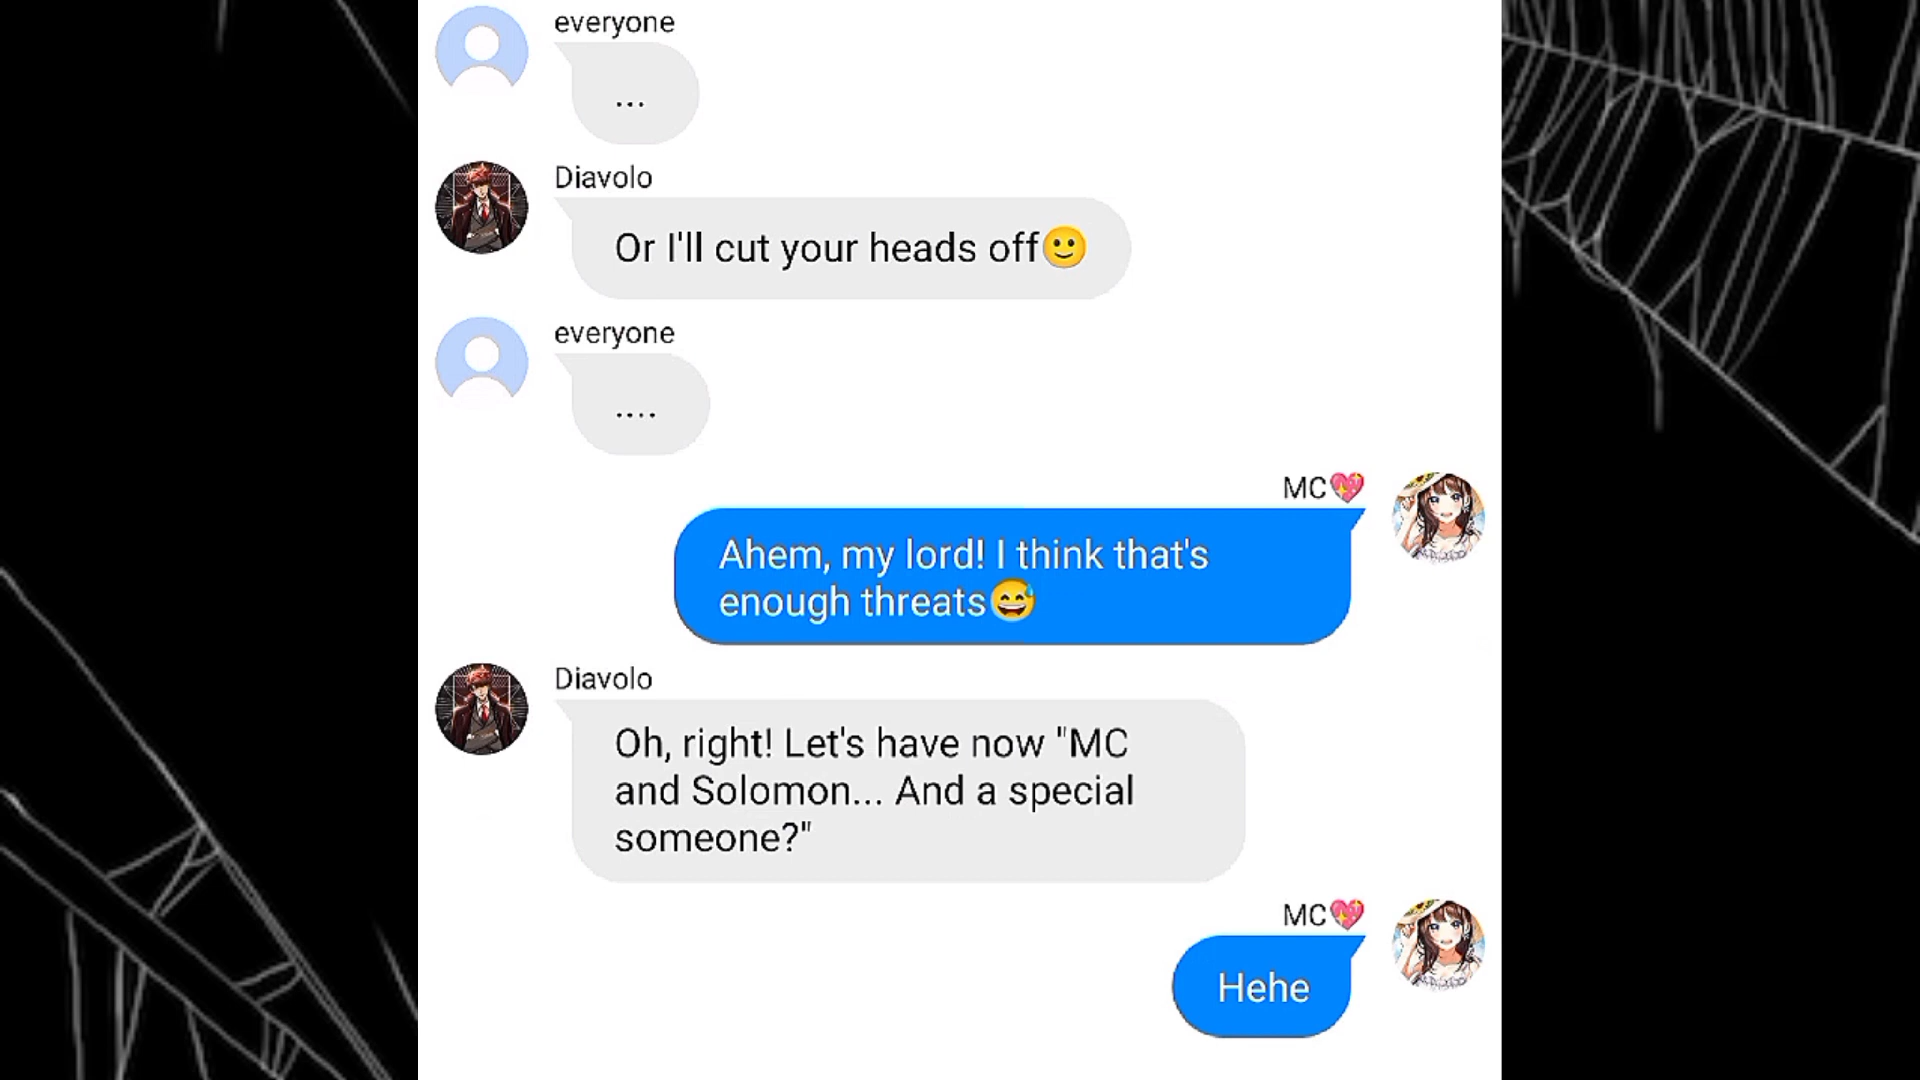 everyone
...
Diavolo
Or I'll cut your heads off🙂
everyone
....
MC💖
Ahem, my lord! I think that's
enough threats😅
Diavolo
Oh, right! Let's have now "MC
and Solomon... And a special
someone?"
MC💖
Hehe